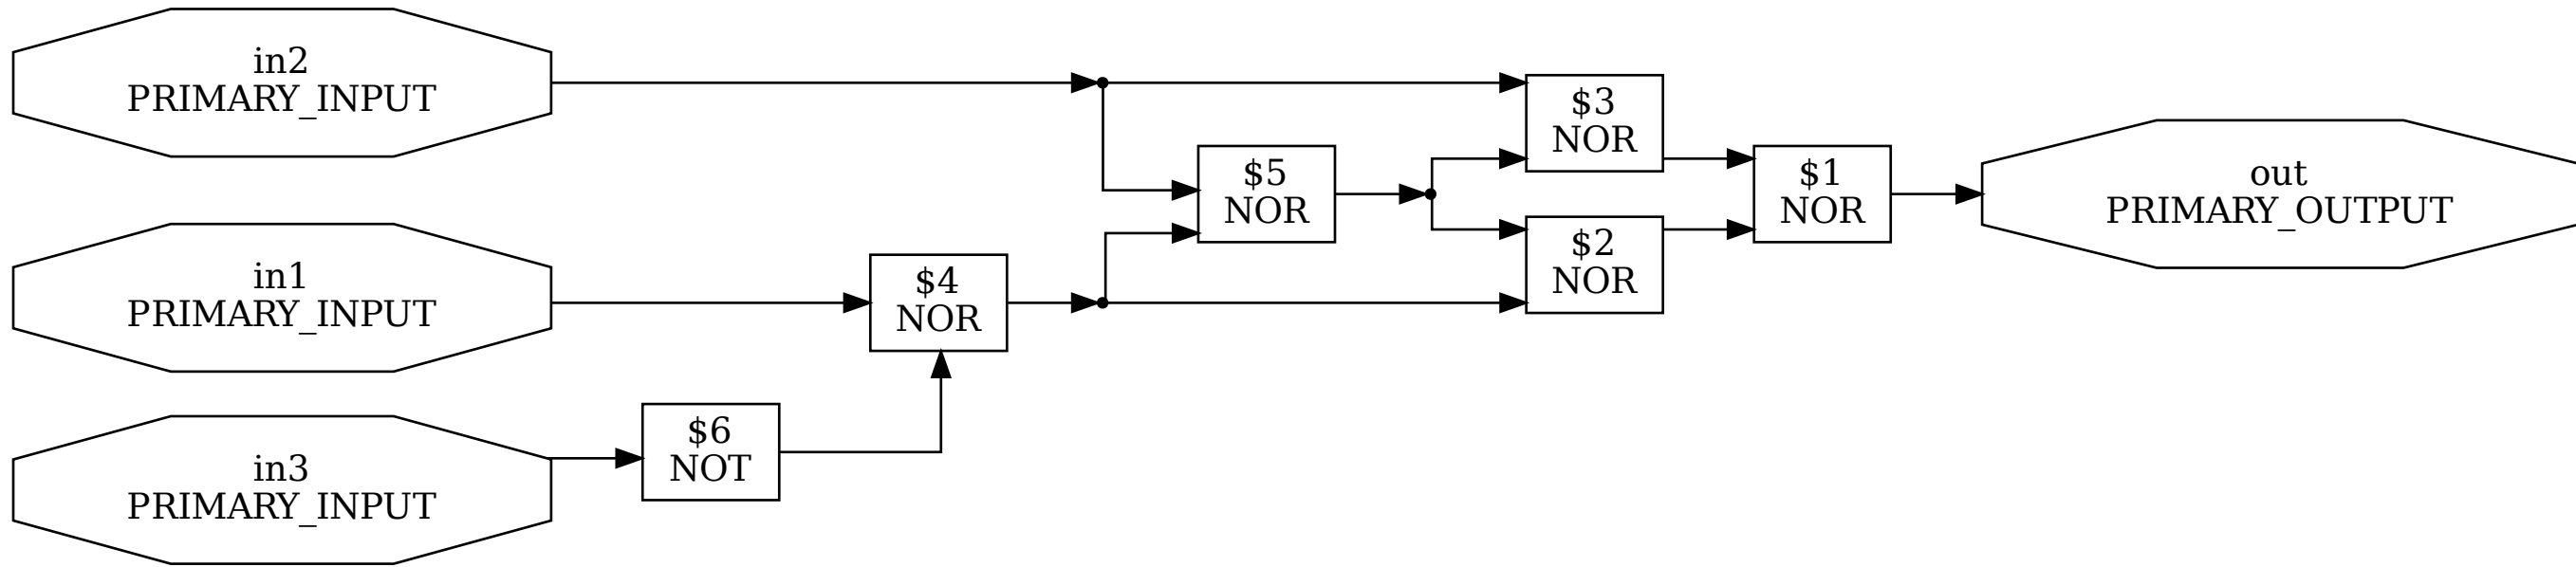 in2
PRIMARY_INPUT
$3
NOR
$5
NOR
$1
NOR
out
PRIMARY_OUTPUT
in1
PRIMARY_INPUT
$4
NOR
$2
NOR
in3
PRIMARY_INPUT
$6
NOT